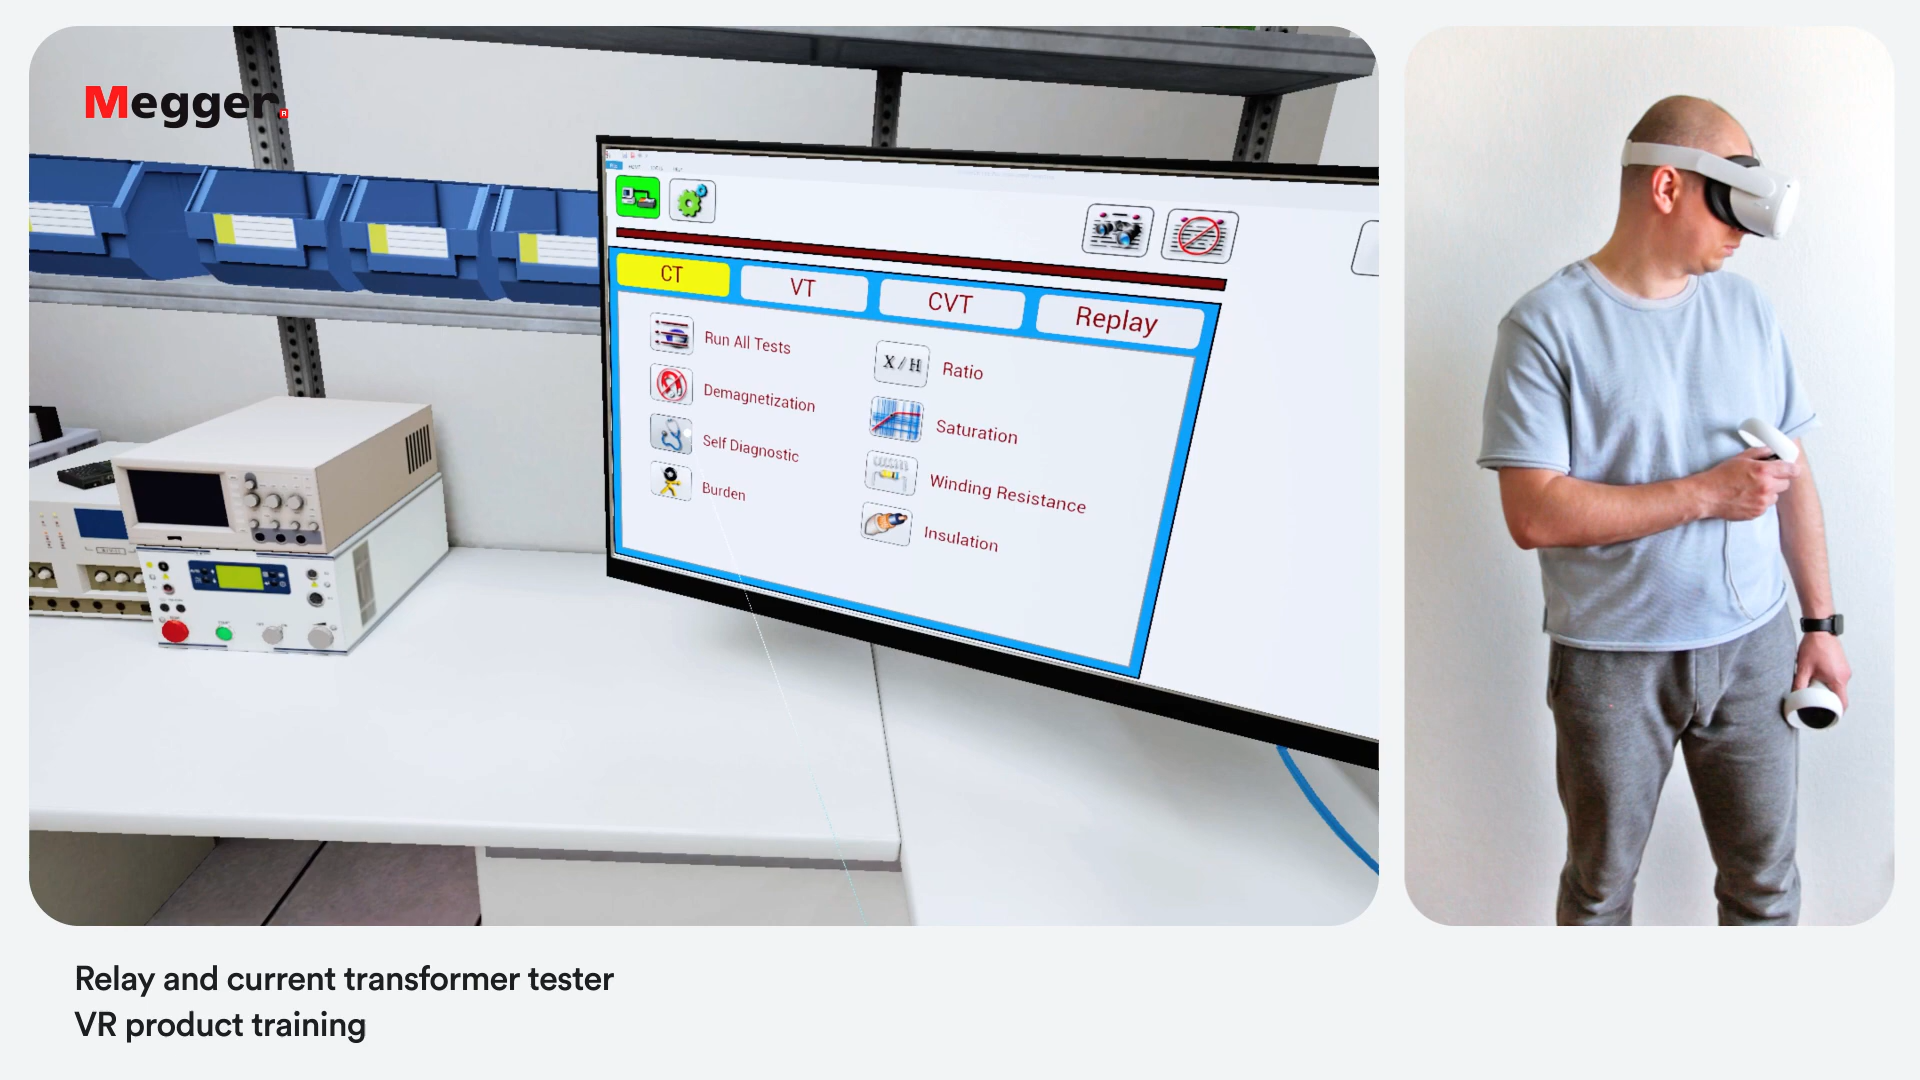 Megger
CT
VT
CVT
Replay
Run All Tests
Demagnetization
Self Diagnostic
Burden
X / H
Ratio
Saturation
Winding Resistance
Insulation
Relay and current transformer tester
VR product training